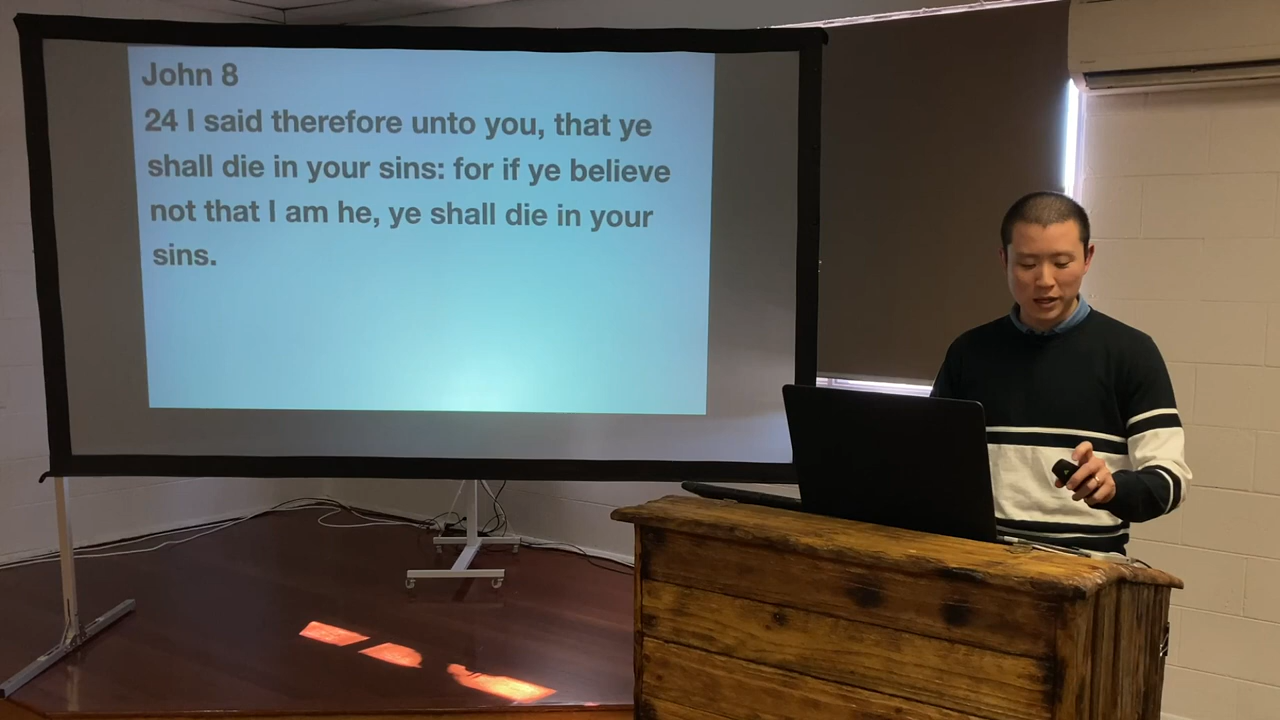 John 8
24 I said therefore unto you, that ye
shall die in your sins: for if ye believe
not that I am he, ye shall die in your
sins.